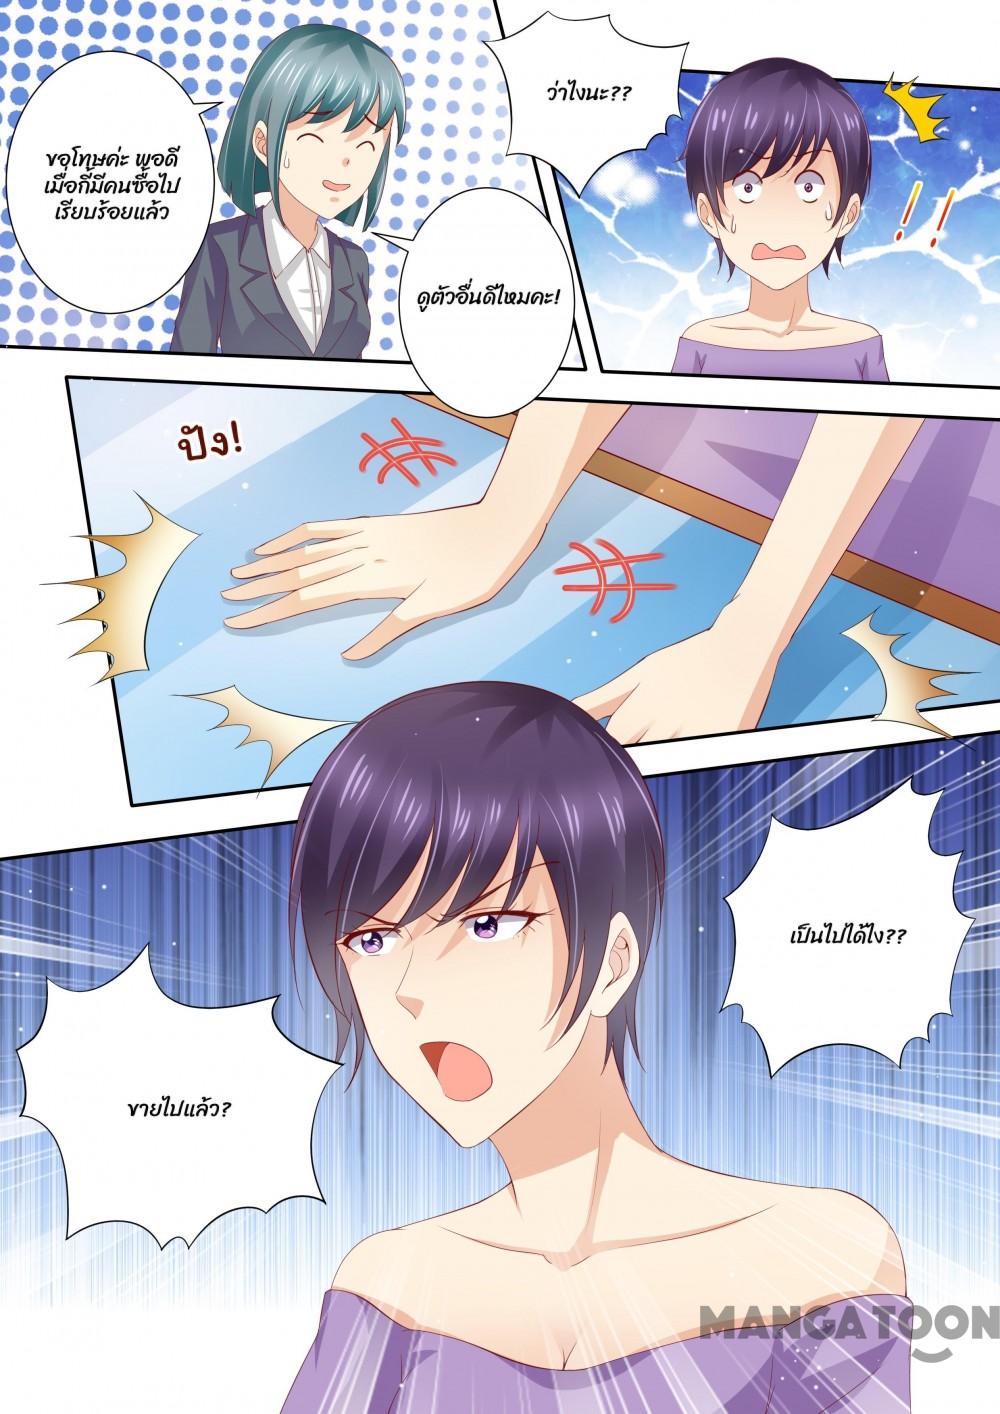 ขอโทษค่ะ พอดี
เมื่อกี้มีคนซื้อไป
เรียบร้อยแล้ว
ดูตัวอื่นดีไหมคะ!
ว่าไงนะ??
!!
ปัง!
ขายไปแล้ว?
เป็นไปได้ไง??
MANGATOON